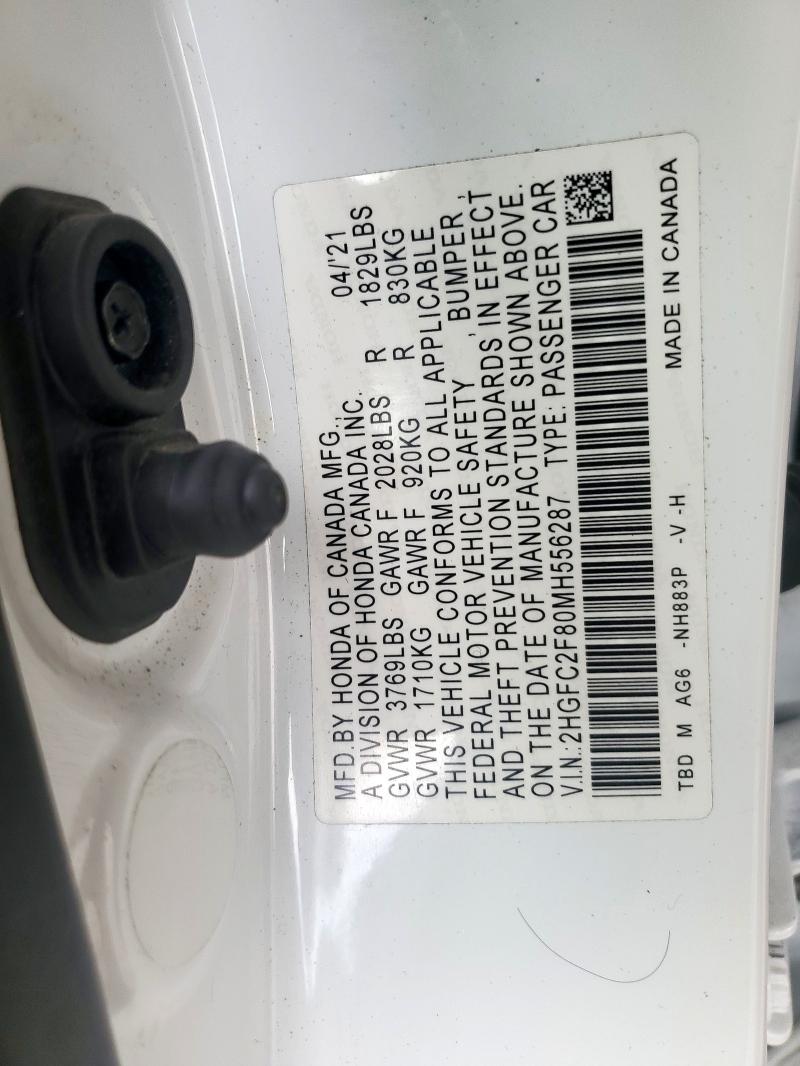 MFD.BY HONDA OF CANADA MFG., 04/'21
A DIVISION OF HONDA CANADA INC.
GVWR 3769LBS GAWR F 2028LBS R 1829LBS
GVWR 1710KG GAWR F 920KG R 830KG
THIS VEHICLE CONFORMS TO ALL APPLICABLE
FEDERAL MOTOR VEHICLE SAFETY , BUMPER ,
AND THEFT PREVENTION STANDARDS IN EFFECT
ON THE DATE OF MANUFACTURE SHOWN ABOVE.
V.I.N.:2HGFC2F80MH556287 TYPE: PASSENGER CAR
TBD M AG6 -NH883P -V -H MADE IN CANADA